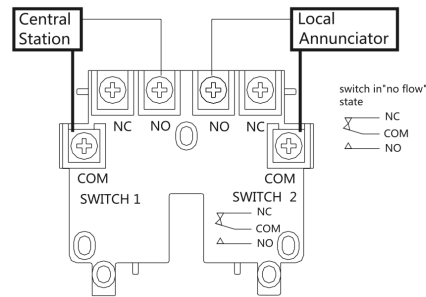 Central
Station
Local
Annunciator
NC NO NO NC
COM COM
SWITCH 1 SWITCH 2
NC
COM
NO
switch in"no flow"
state
NC
COM
NO